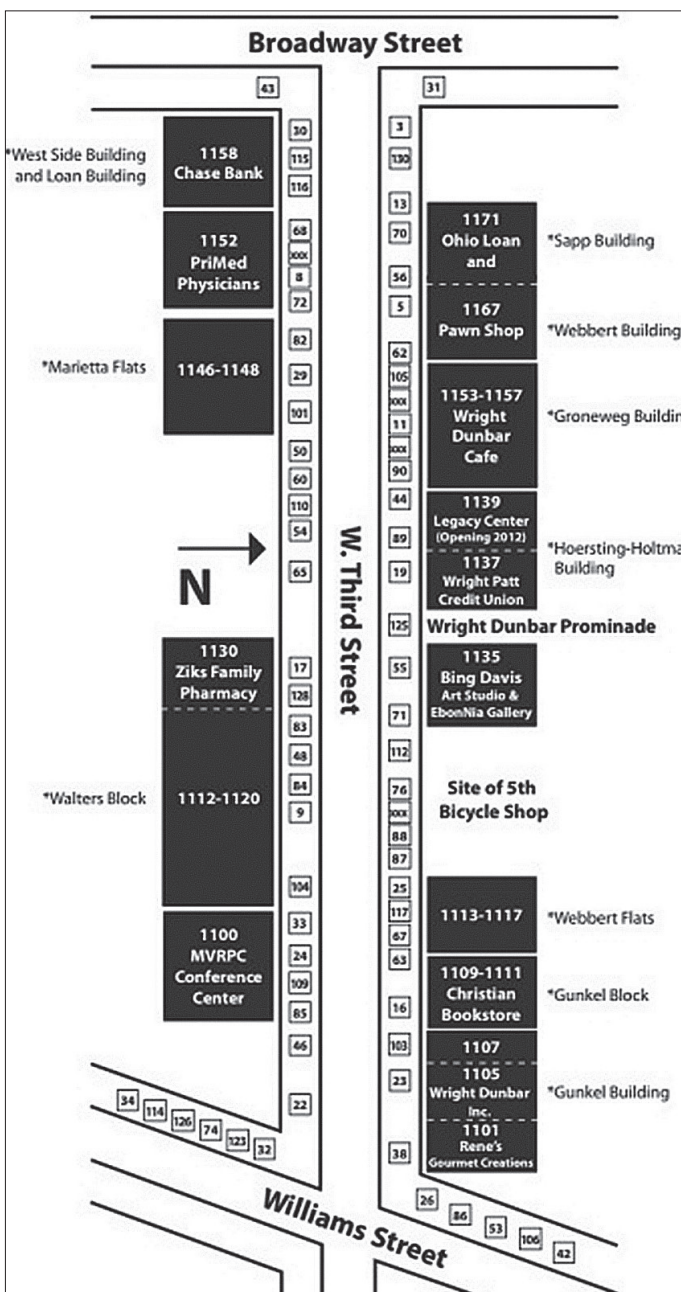 Broadway Street
43
31
30
115
116
68
xxx
8
72
82
29
101
50
60
110
54
65
17
128
83
48
84
9
104
33
24
109
85
46
22
3
130
13
70
56
5
62
105
xxx
11
xxx
90
44
89
19
125
55
71
112
76
xxx
88
87
25
117
67
63
16
103
23
38
*West Side Building
and Loan Building
1158
Chase Bank
1152
PriMed
Physicians
*Marietta Flats
1146-1148
N
1130
Ziks Family
Pharmacy
*Walters Block
1112-1120
1100
MVRPC
Conference
Center
W. Third Street
1171
Ohio Loan
and
*Sapp Building
1167
Pawn Shop
*Webbert Building
1153-1157
Wright
Dunbar
Cafe
*Groneweg Buildin
1139
Legacy Center
(Opening 2012)
1137
Wright Patt
Credit Union
*Hoersting-Holtma
Building
Wright Dunbar Prominade
1135
Bing Davis
Art Studio &
EbonNia Gallery
Site of 5th
Bicycle Shop
1113-1117
*Webbert Flats
1109-1111
Christian
Bookstore
*Gunkel Block
1107
1105
Wright Dunbar
Inc.
*Gunkel Building
1101
Rene's
Gourmet Creations
34
114
126
74
123
32
26
86
53
106
42
Williams Street